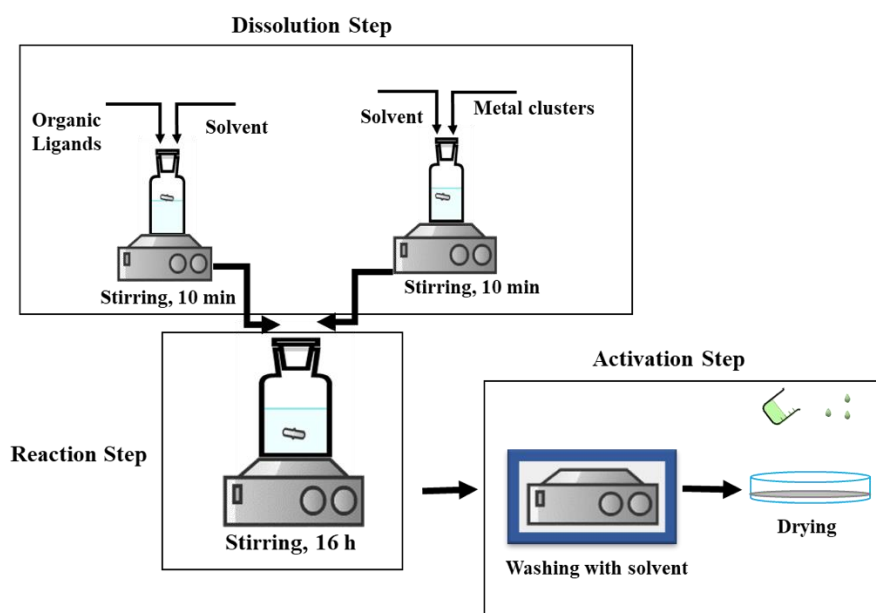 Dissolution Step
Organic
Ligands
Solvent
Solvent
Metal clusters
Stirring, 10 min
Stirring, 10 min
Reaction Step
Stirring, 16 h
Activation Step
Washing with solvent
Drying